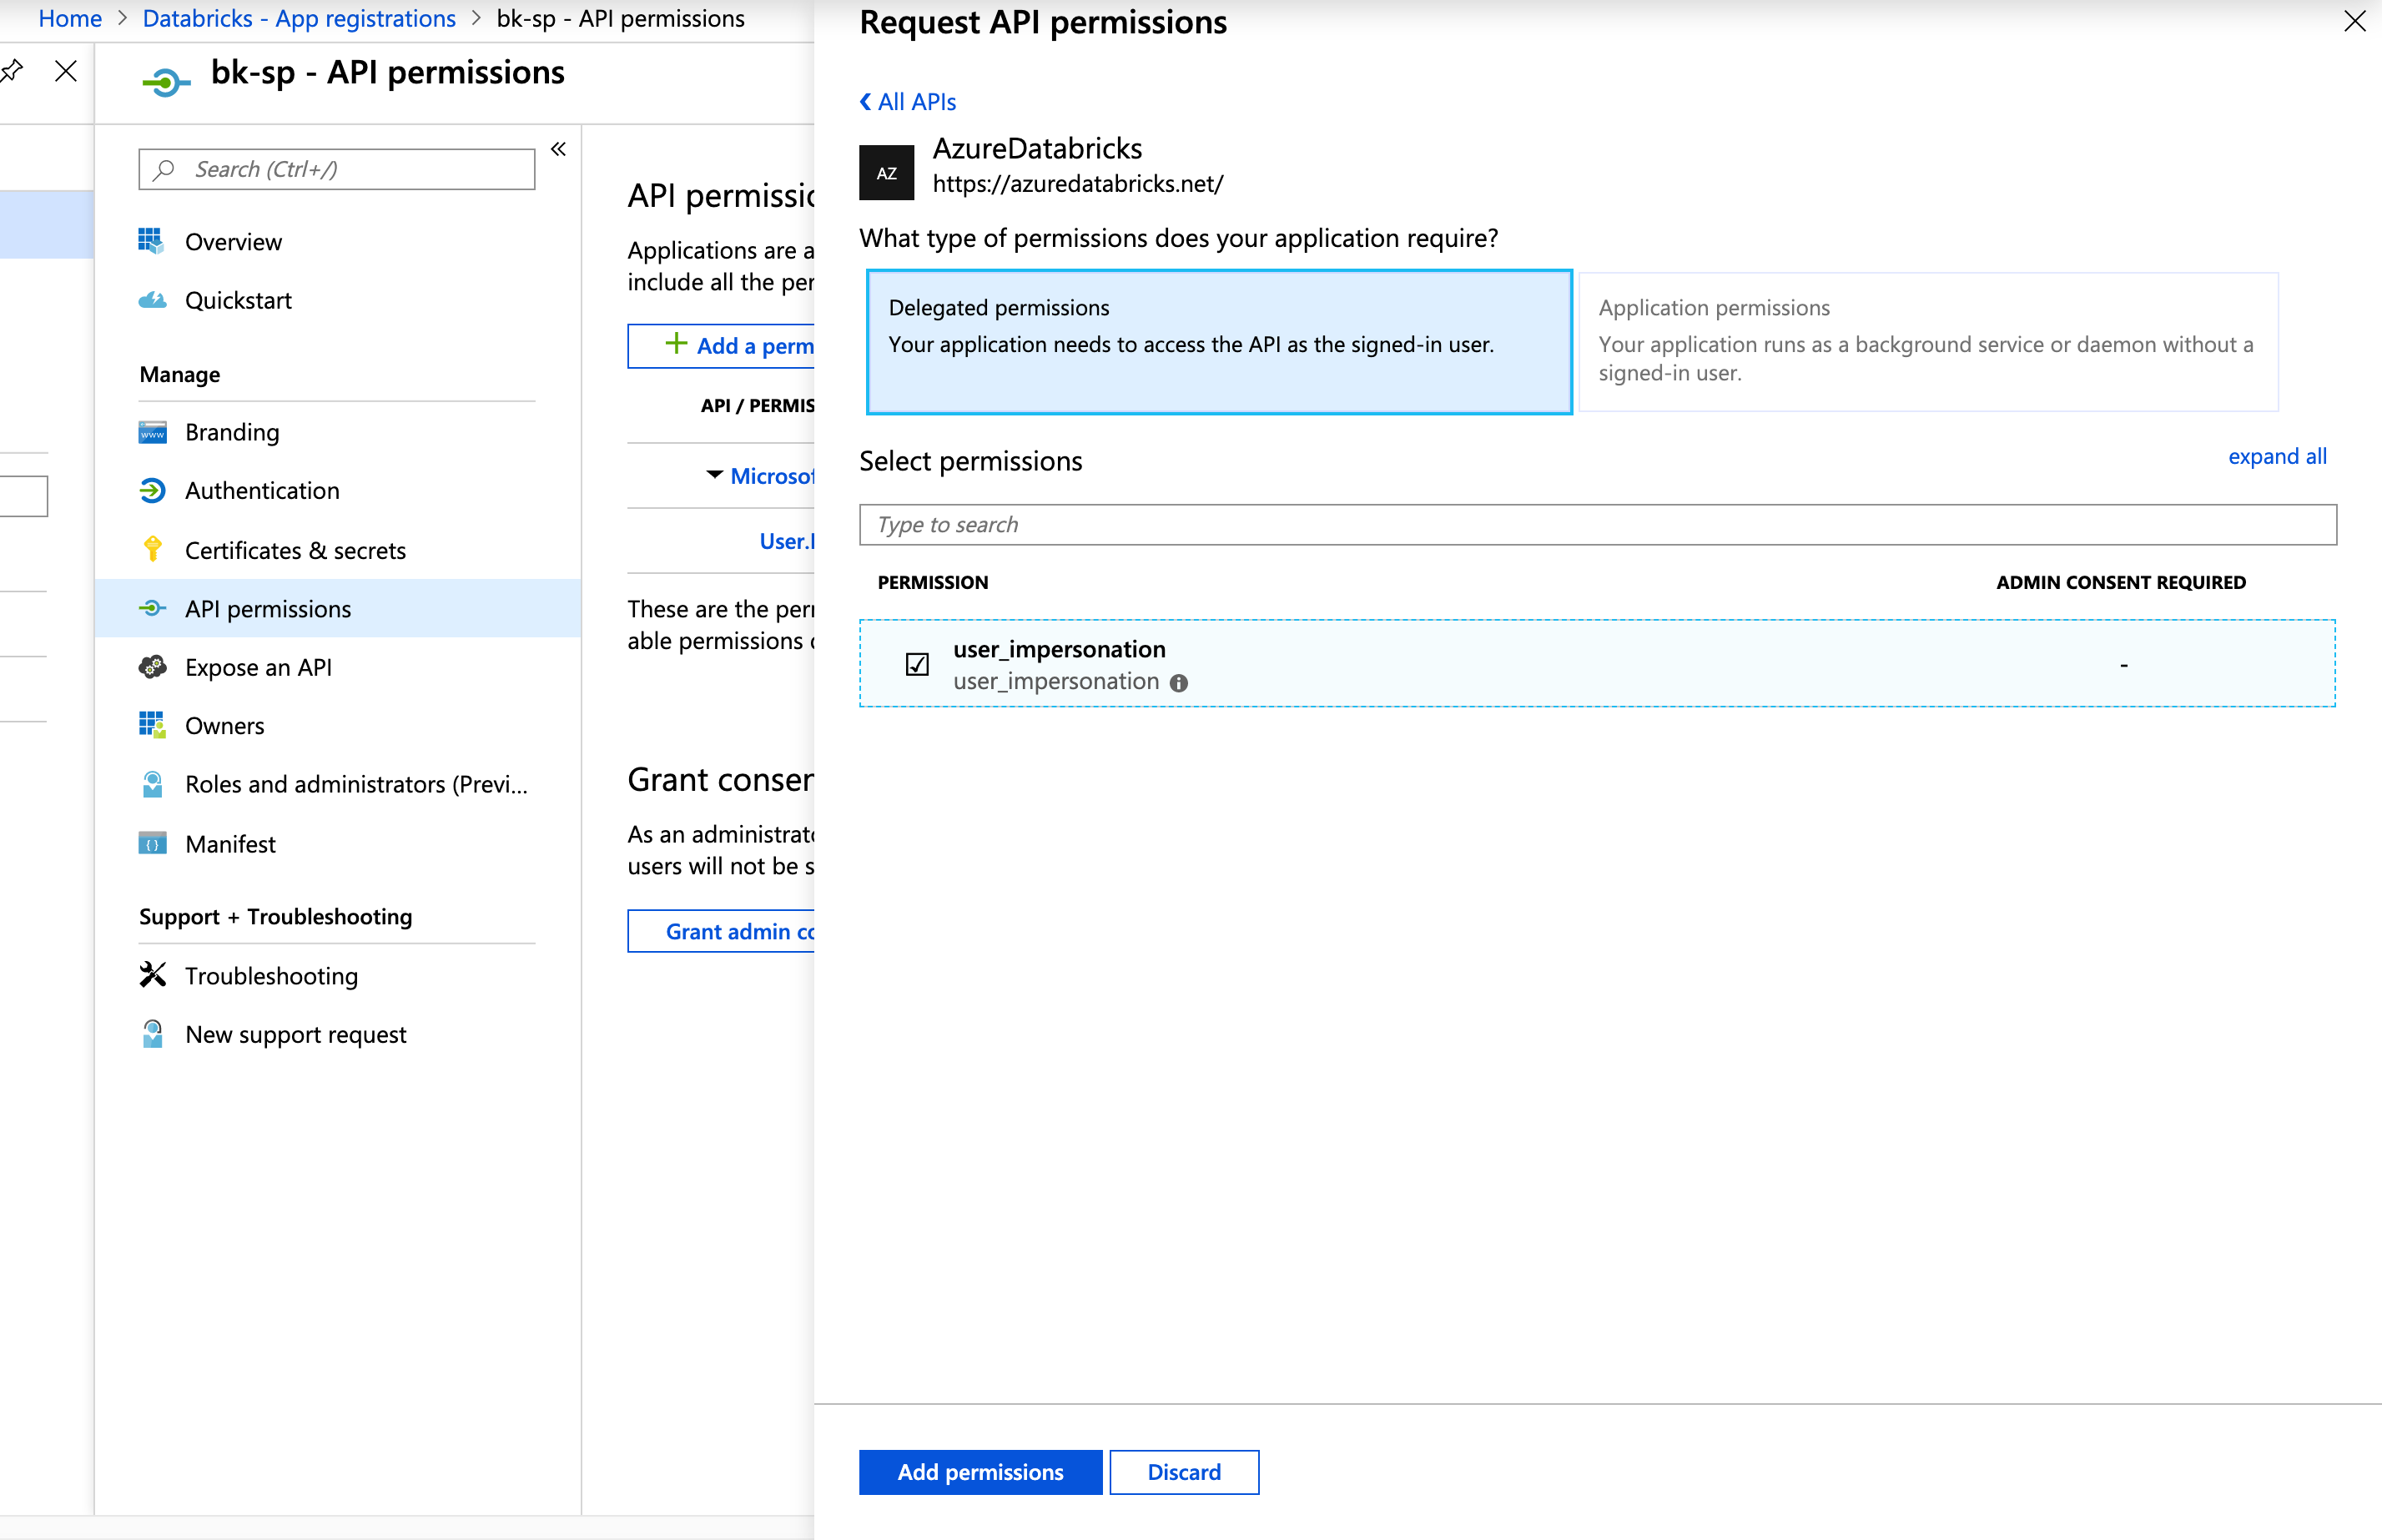 Home > Databricks - App registrations > bk-sp - API permissions
bk-sp - API permissions
Search (Ctrl+/)
Overview
Quickstart
Manage
Branding
Authentication
Certificates & secrets
API permissions
Expose an API
Owners
Roles and administrators (Previ...
Manifest
Support + Troubleshooting
Troubleshooting
New support request
API permissio
Applications are a
include all the per
Add a perm
API / PERMIS
Microsof
User.
These are the per
able permissions
Grant conser
As an administrato
users will not be s
Grant admin co
Request API permissions
All APIs
AZ
AzureDatabricks
https://azuredatabricks.net/
What type of permissions does your application require?
Delegated permissions
Your application needs to access the API as the signed-in user.
Application permissions
Your application runs as a background service or daemon without a
signed-in user.
Select permissions
expand all
Type to search
PERMISSION
ADMIN CONSENT REQUIRED
user_impersonation
user_impersonation
-
Add permissions
Discard